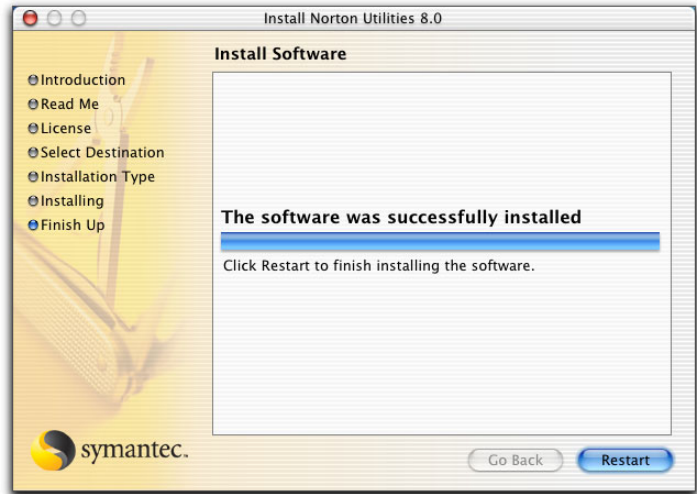 Install Norton Utilities 8.0
Install Software
Introduction
Read Me
License
Select Destination
Installation Type
Installing
Finish Up
The software was successfully installed
Click Restart to finish installing the software.
symantec.
Go Back
Restart